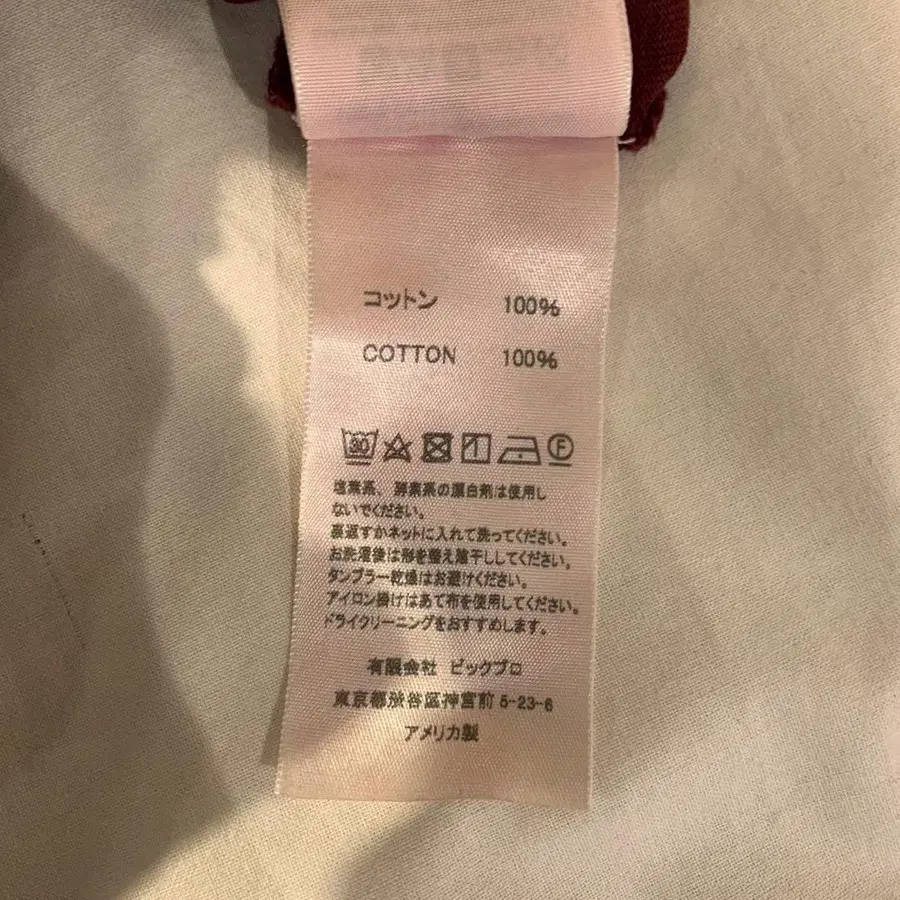 コットン 100%
COTTON 100%
30 F
塩素系、酵素系の漂白剤は使用し
ないでください。
裏返すかネットに入れて洗ってください。
お洗濯後は形を整え陰干ししてください。
タンブラー乾燥はお避けください。
アイロン掛けはあて布を使用してください。
ドライクリーニングをおすすめします。
有限会社 ビックプロ
東京都渋谷区神宮前 5-23-6
アメリカ製